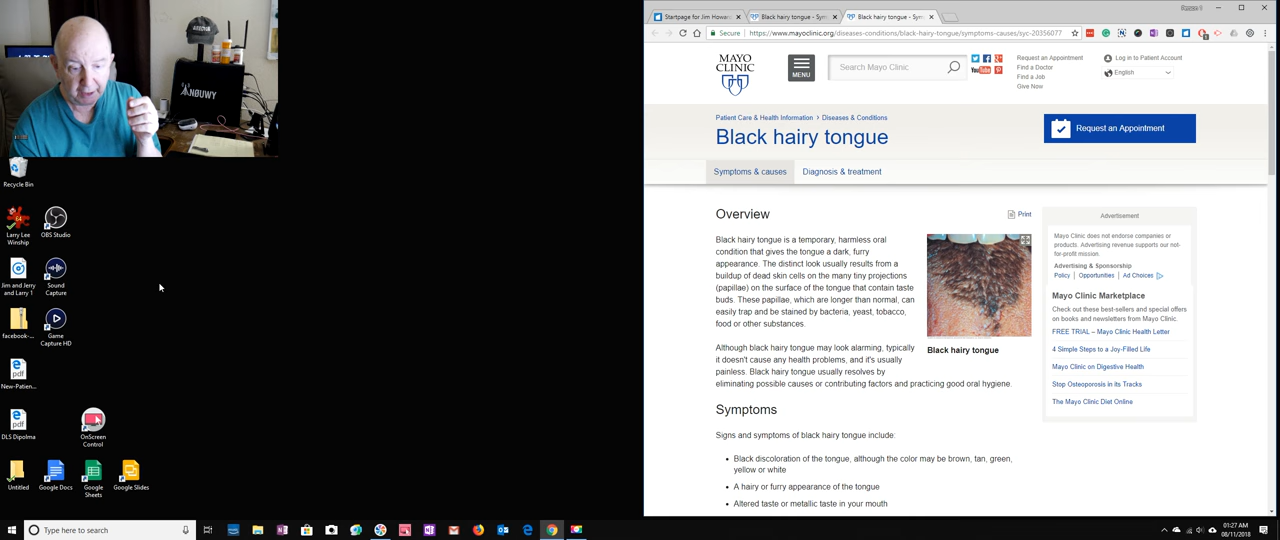 ANØUWY
Recycle Bin
Larry Lee
Winship
OBS Studio
Jim and Jerry
and Larry 1
Sound
Capture
facebook-...
Game
Capture HD
New-Patien...
DLS Dipolma
OnScreen
Control
Untitled
Google Docs
Google
Sheets
Google Slides
Type here to search
01:27 AM
08/11/2018
Startpage for Jim Howar
Black hairy tongue - Sym
Black hairy tongue - Sym
Secure
https://www.mayoclinic.org/diseases-conditions/black-hairy-tongue/symptoms-causes/syc-20356077
MAYO
CLINIC
MENU
Search Mayo Clinic
You Tube
Request an Appointment
Find a Doctor
Find a Job
Give Now
Log in to Patient Account
English
Patient Care & Health Information › Diseases & Conditions
Black hairy tongue
Request an Appointment
Symptoms & causes
Diagnosis & treatment
Overview
Print
Black hairy tongue is a temporary, harmless oral
condition that gives the tongue a dark, furry
appearance. The distinct look usually results from a
buildup of dead skin cells on the many tiny projections
(papillae) on the surface of the tongue that contain taste
buds. These papillae, which are longer than normal, can
easily trap and be stained by bacteria, yeast, tobacco,
food or other substances.
Black hairy tongue
Although black hairy tongue may look alarming, typically
it doesn't cause any health problems, and it's usually
painless. Black hairy tongue usually resolves by
eliminating possible causes or contributing factors and practicing good oral hygiene.
Symptoms
Signs and symptoms of black hairy tongue include:
• Black discoloration of the tongue, although the color may be brown, tan, green,
yellow or white
• A hairy or furry appearance of the tongue
• Altered taste or metallic taste in your mouth
Advertisement
Mayo Clinic does not endorse companies or
products. Advertising revenue supports our not-
for-profit mission.
Advertising & Sponsorship
Policy | Opportunities | Ad Choices
Mayo Clinic Marketplace
Check out these best-sellers and special offers
on books and newsletters from Mayo Clinic.
FREE TRIAL – Mayo Clinic Health Letter
4 Simple Steps to a Joy-Filled Life
Mayo Clinic on Digestive Health
Stop Osteoporosis in its Tracks
The Mayo Clinic Diet Online